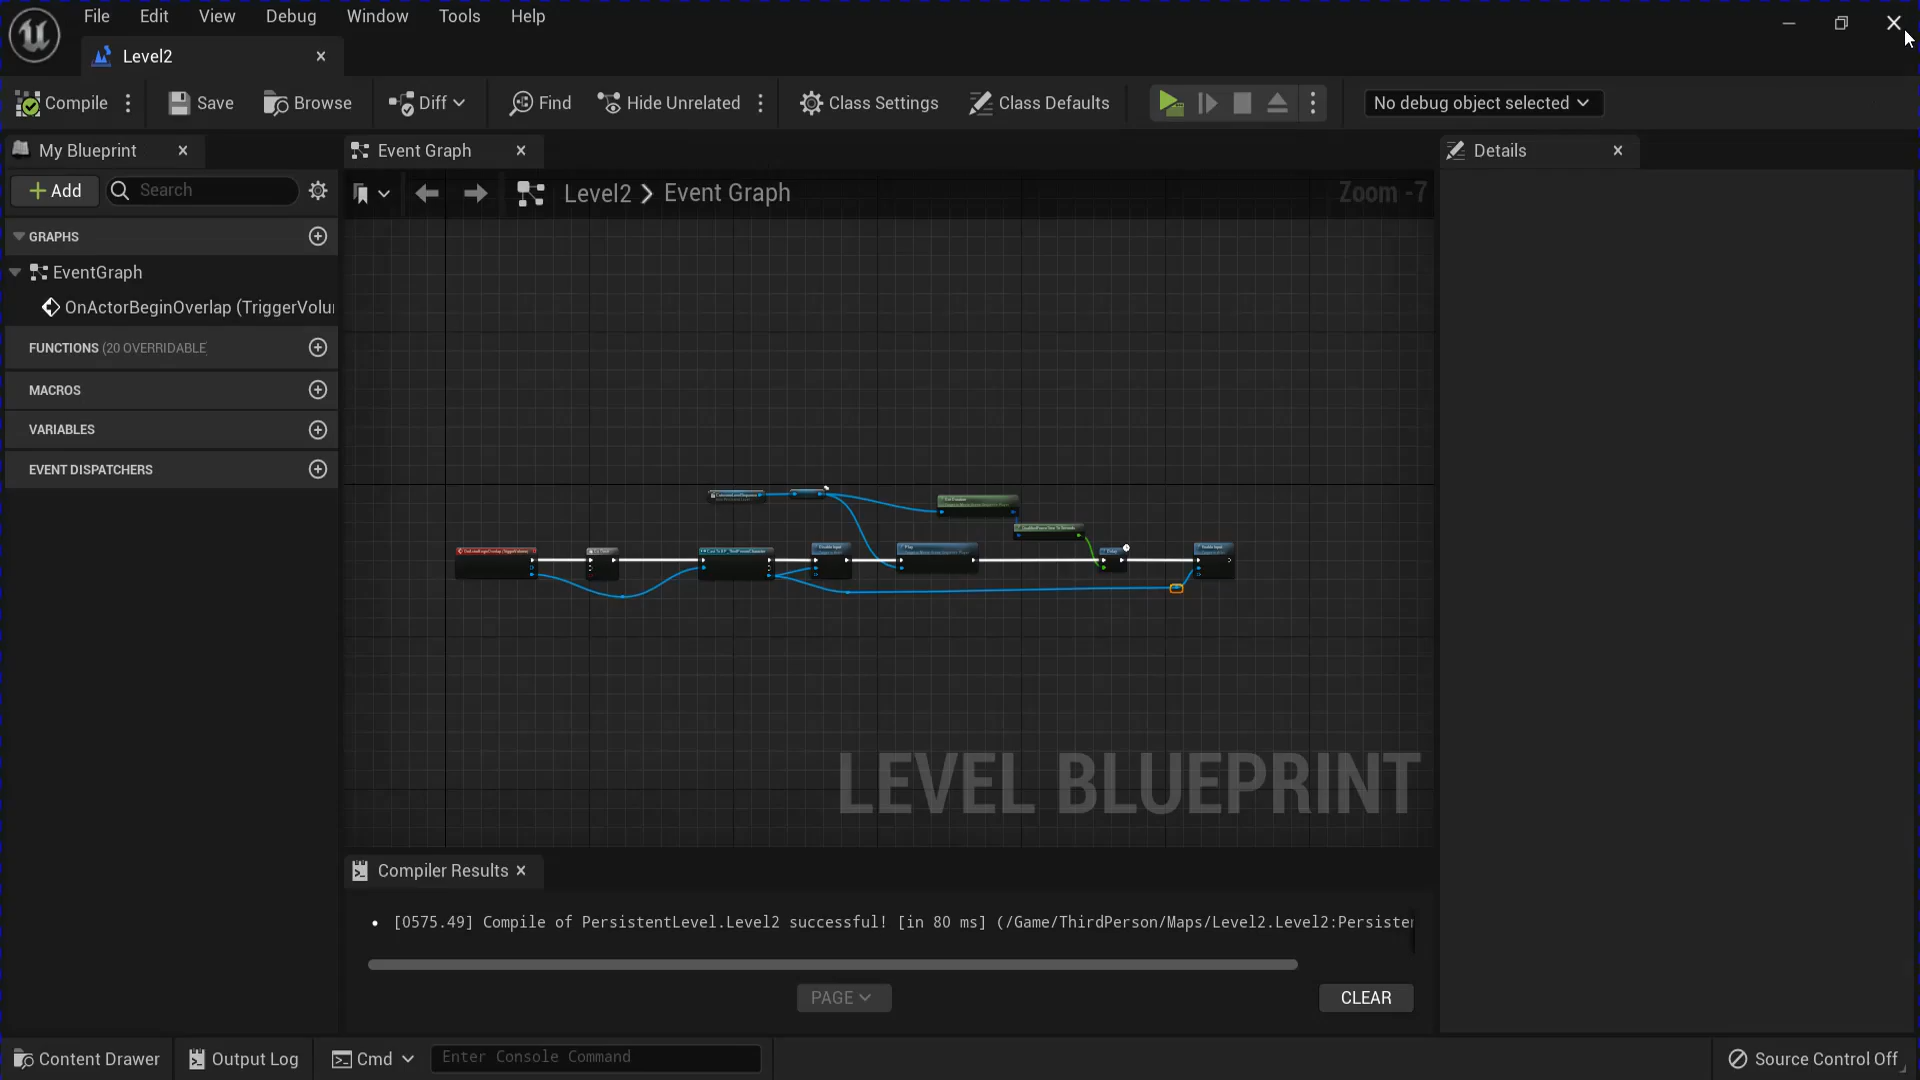 File Edit View Debug Window Tools Help
Level2
Compile Save Browse Diff Find Hide Unrelated Class Settings Class Defaults No debug object selected
My Blueprint Event Graph Details
Add Search Level2 > Event Graph Zoom -7
GRAPHS
EventGraph
OnActorBeginOverlap (TriggerVolu
FUNCTIONS (20 OVERRIDABLE
MACROS
VARIABLES
EVENT DISPATCHERS
LEVEL BLUEPRINT
Compiler Results
• [0575.49] Compile of PersistentLevel.Level2 successful! [in 80 ms] (/Game/ThirdPerson/Maps/Level2.Level2:Persiste
PAGE CLEAR
Content Drawer Output Log Cmd Enter Console Command Source Control Off